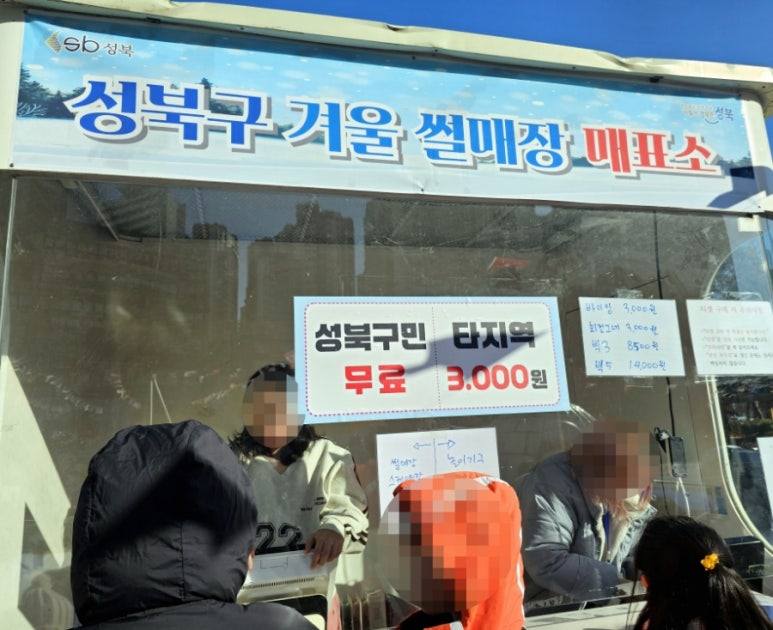 sb 성북
성북구 겨울 썰매장 매표소
성북
성북구민 타지역
무료 3.000원
바이킹 3,000원
회전그네 3,000원
빅3 8500원
빅5 14,000원
썰매장 놀이기구
22